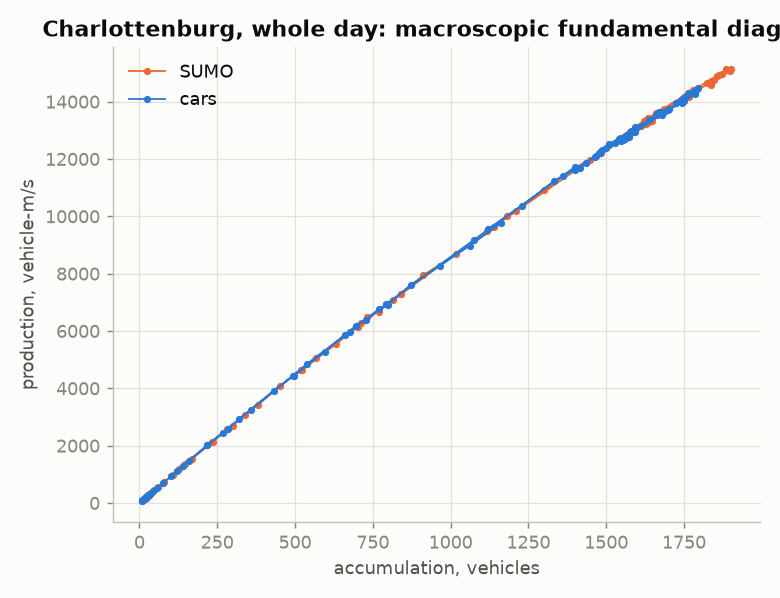 Charlottenburg, whole day: macroscopic fundamental diag
SUMO
cars
14000
12000
10000
8000
6000
4000
2000
0
production, vehicle-m/s
0 250 500 750 1000 1250 1500 1750
accumulation, vehicles